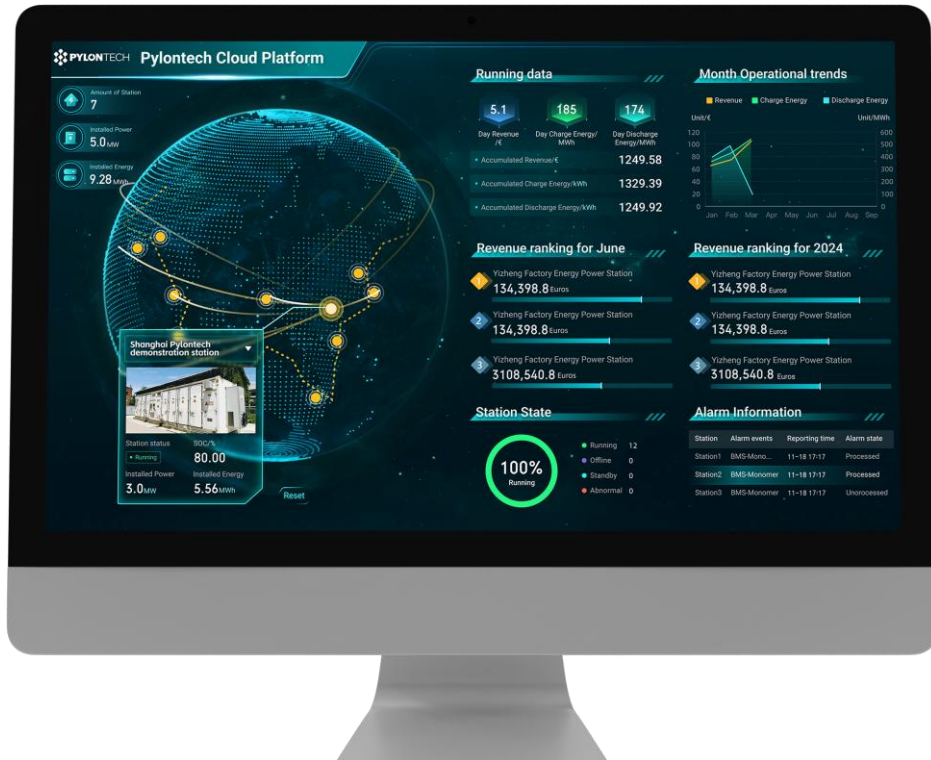 PYLONTECH Pylontech Cloud Platform
Amount of Station
7
Installed Power
5.0 MW
Installed Energy
9.28 MWh
Shanghai Pylontech
demonstration station
Station status SOC/%
Running 80.00
Installed Power Installed Energy
3.0MW 5.56MWh
Reset
Running data
5.1 185 174
Day Revenue
/€
Day Charge Energy/
MWh
Day Discharge
Energy/MWh
Accumulated Revenue/€ 1249.58
Accumulated Charge Energy/kWh 1329.39
Accumulated Discharge Energy/kWh 1249.92
Month Operational trends
Revenue Charge Energy Discharge Energy
Unit/€ Unit/MWh
120 600
100 500
80 400
60 300
40 200
20 100
0 0
Jan Feb Mar Apr May Jun Jul Aug Sep
Revenue ranking for June
1 Yizheng Factory Energy Power Station
134,398.8 Euros
2 Yizheng Factory Energy Power Station
134,398.8 Euros
3 Yizheng Factory Energy Power Station
3108,540.8 Euros
Revenue ranking for 2024
1 Yizheng Factory Energy Power Station
134,398.8 Euros
2 Yizheng Factory Energy Power Station
134,398.8 Euros
3 Yizheng Factory Energy Power Station
3108,540.8 Euros
Station State
100%
Running
Running 12
Offline 0
Standby 0
Abnormal 0
Alarm Information
Station Alarm events Reporting time Alarm state
Station1 BMS-Mono... 11-18 17:17 Processed
Station2 BMS-Monomer 11-18 17:17 Processed
Station3 BMS-Monomer 11-18 17:17 Unorocessed